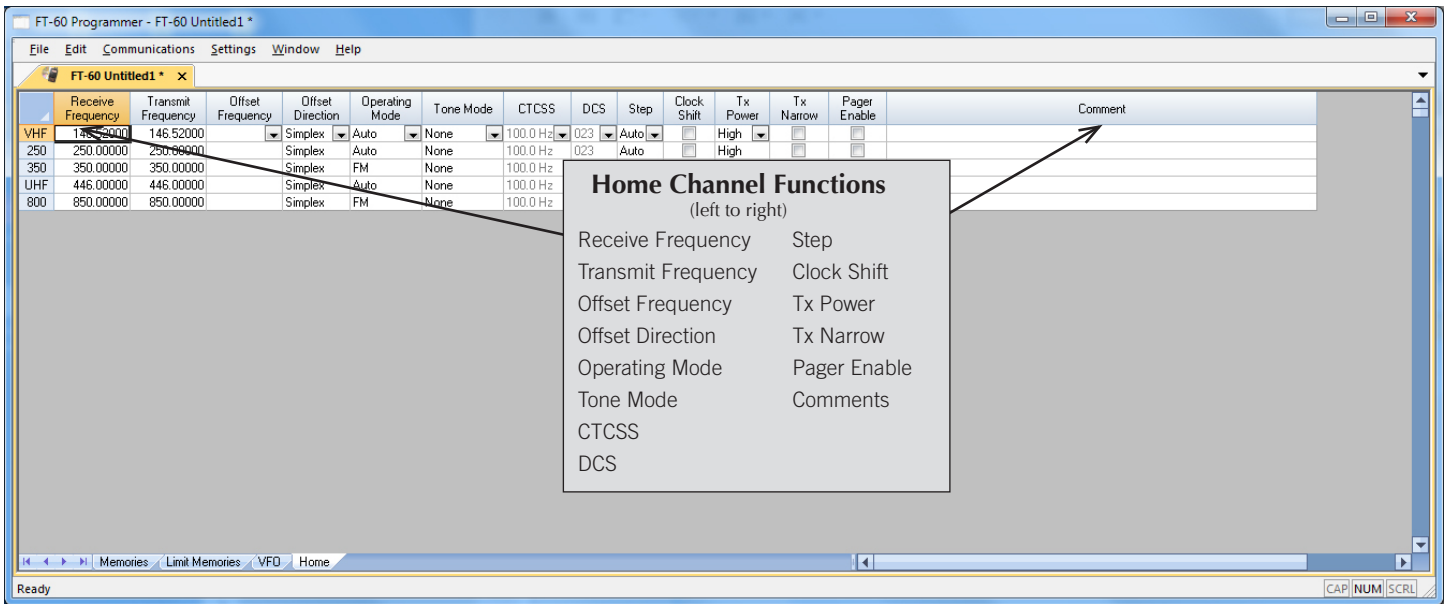 FT-60 Programmer - FT-60 Untitled1 *
File Edit Communications Settings Window Help
FT-60 Untitled1 * X
Receive Frequency Transmit Frequency Offset Frequency Offset Direction Operating Mode Tone Mode CTCSS DCS Step Clock Shift Tx Power Tx Narrow Pager Enable Comment
VHF 146.52000 146.52000 Simplex Auto None 100.0 Hz 023 Auto High
250 250.00000 250.00000 Simplex Auto None 100.0 Hz 023 Auto High
350 350.00000 350.00000 Simplex FM None 100.0 Hz
UHF 446.00000 446.00000 Simplex Auto None 100.0 Hz
800 850.00000 850.00000 Simplex FM None 100.0 Hz
Home Channel Functions
(left to right)
Receive Frequency
Transmit Frequency
Offset Frequency
Offset Direction
Operating Mode
Tone Mode
CTCSS
DCS
Step
Clock Shift
Tx Power
Tx Narrow
Pager Enable
Comments
Memories Limit Memories VFO Home
Ready CAP NUM SCRL